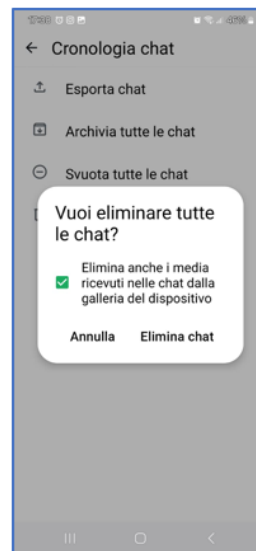 Cronologia chat
Esporta chat
Archivia tutte le chat
Svuota tutte le chat
Vuoi eliminare tutte
le chat?
Elimina anche i media
ricevuti nelle chat dalla
galleria del dispositivo
Annulla Elimina chat